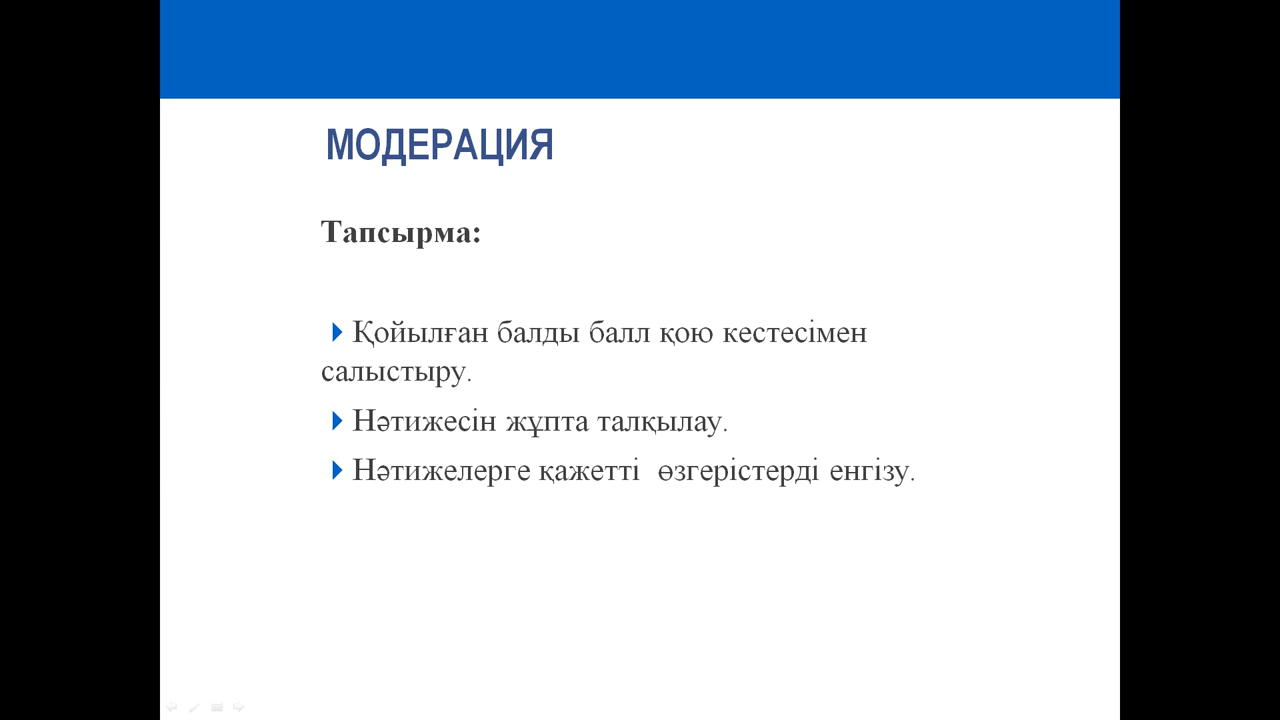 МОДЕРАЦИЯ
Тапсырма:
Қойылған балды балл қою кестесімен
салыстыру.
Нәтижесін жұпта талқылау.
Нәтижелерге қажетті  өзгерістерді енгізу.